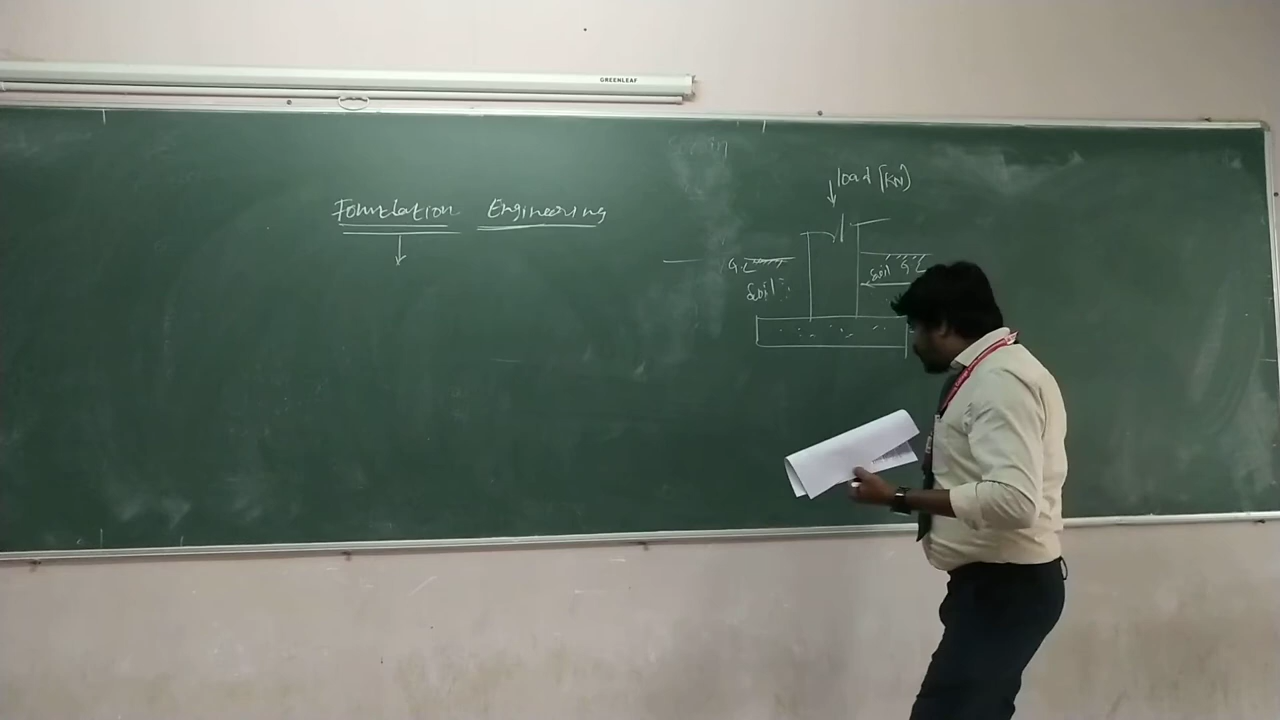 GREENLEAF
Foundation Engineering
load [KN]
G.L
Soil
Soil G.L